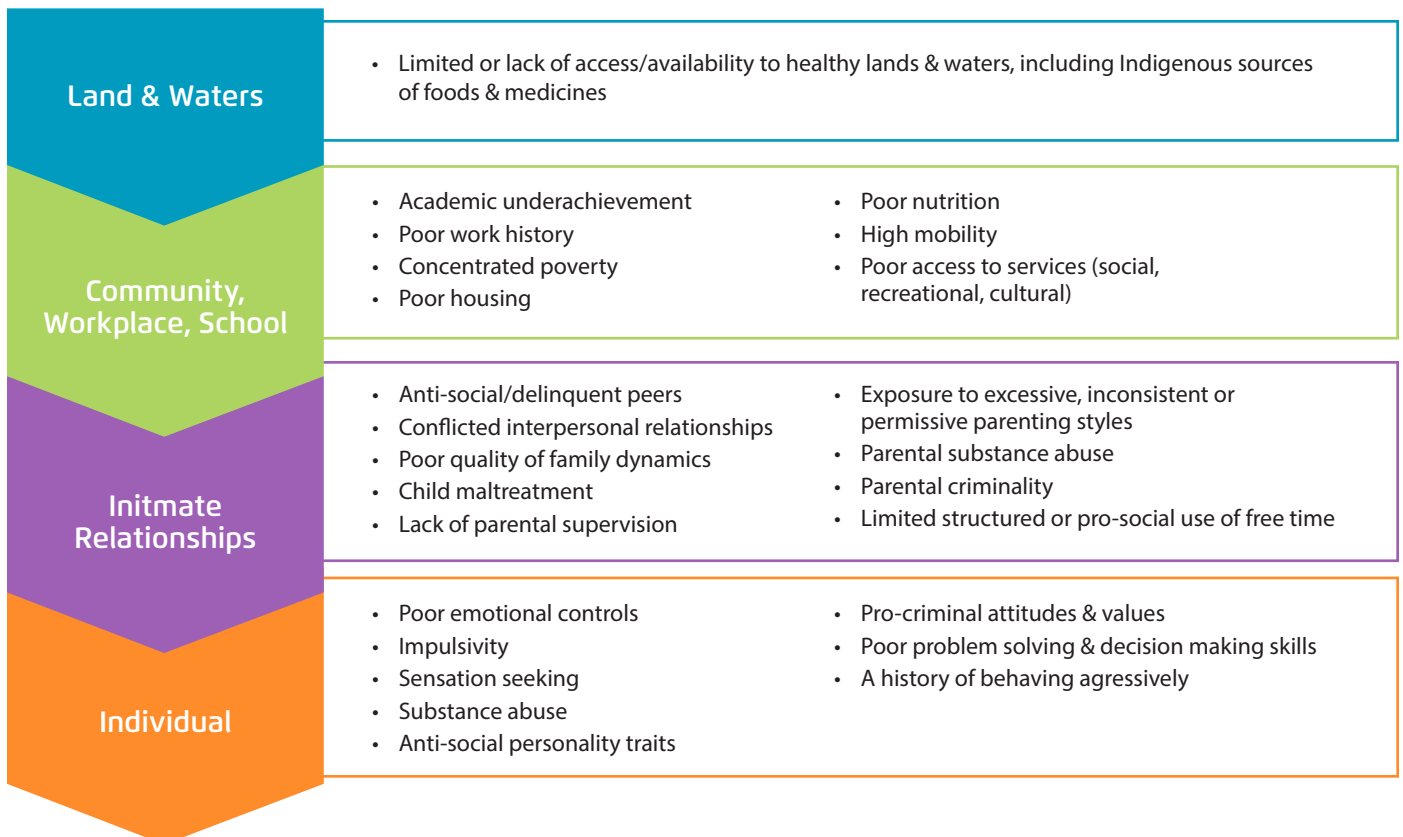 Land & Waters
• Limited or lack of access/availability to healthy lands & waters, including Indigenous sources
of foods & medicines
Community,
Workplace, School
• Academic underachievement
• Poor work history
• Concentrated poverty
• Poor housing
• Poor nutrition
• High mobility
• Poor access to services (social,
recreational, cultural)
Initmate
Relationships
• Anti-social/delinquent peers
• Conflicted interpersonal relationships
• Poor quality of family dynamics
• Child maltreatment
• Lack of parental supervision
• Exposure to excessive, inconsistent or
permissive parenting styles
• Parental substance abuse
• Parental criminality
• Limited structured or pro-social use of free time
Individual
• Poor emotional controls
• Impulsivity
• Sensation seeking
• Substance abuse
• Anti-social personality traits
• Pro-criminal attitudes & values
• Poor problem solving & decision making skills
• A history of behaving agressively